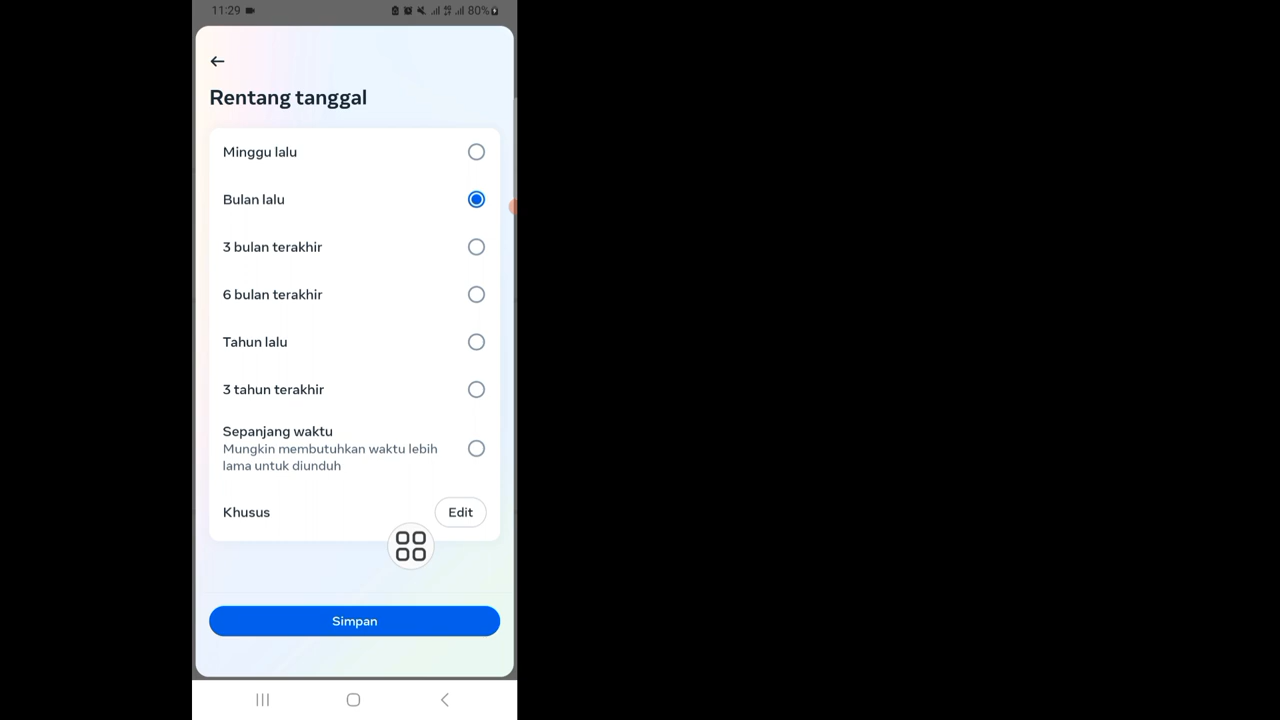 11:29
80%
Rentang tanggal
Minggu lalu
Bulan lalu
3 bulan terakhir
6 bulan terakhir
Tahun lalu
3 tahun terakhir
Sepanjang waktu
Mungkin membutuhkan waktu lebih
lama untuk diunduh
Khusus
Edit
Simpan